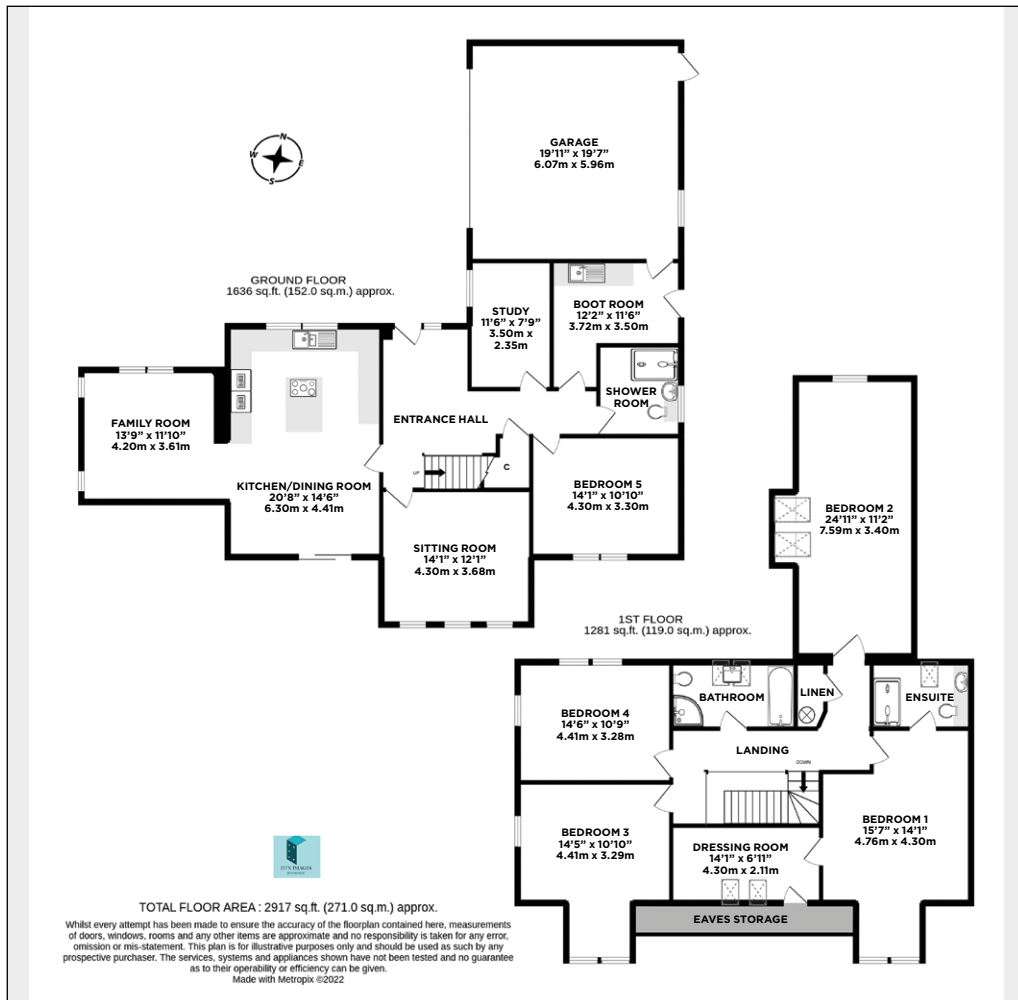 GARAGE
19'11" x 19'7"
6.07m x 5.96m
N
W
E
S
GROUND FLOOR
1636 sq.ft. (152.0 sq.m.) approx.
STUDY
11'6" x 7'9"
3.50m x
2.35m
BOOT ROOM
12'2" x 11'6"
3.72m x 3.50m
SHOWER
ROOM
FAMILY ROOM
13'9" x 11'10"
4.20m x 3.61m
ENTRANCE HALL
UP
C
KITCHEN/DINING ROOM
20'8" x 14'6"
6.30m x 4.41m
BEDROOM 5
14'1" x 10'10"
4.30m x 3.30m
SITTING ROOM
14'1" x 12'1"
4.30m x 3.68m
BEDROOM 2
24'11" x 11'2"
7.59m x 3.40m
1ST FLOOR
1281 sq.ft. (119.0 sq.m.) approx.
BATHROOM
LINEN
ENSUITE
BEDROOM 4
14'6" x 10'9"
4.41m x 3.28m
LANDING
DOWN
BEDROOM 3
14'5" x 10'10"
4.41m x 3.29m
DRESSING ROOM
14'1" x 6'11"
4.30m x 2.11m
BEDROOM 1
15'7" x 14'1"
4.76m x 4.30m
EAVES STORAGE
TOTAL FLOOR AREA : 2917 sq.ft. (271.0 sq.m.) approx.
Whilst every attempt has been made to ensure the accuracy of the floorplan contained here, measurements
of doors, windows, rooms and any other items are approximate and no responsibility is taken for any error,
omission or mis-statement. This plan is for illustrative purposes only and should be used as such by any
prospective purchaser. The services, systems and appliances shown have not been tested and no guarantee
as to their operability or efficiency can be given.
Made with Metropix ©2022